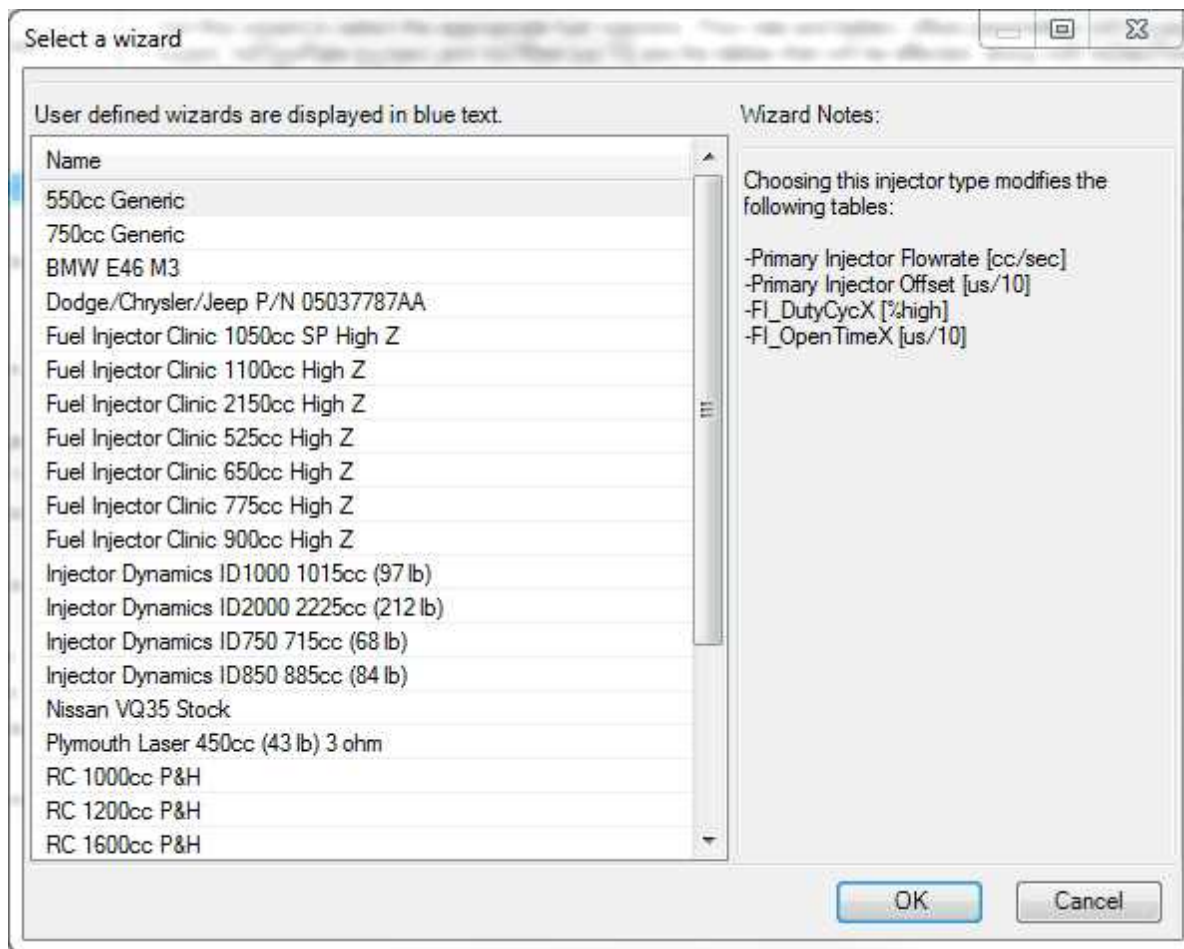 Select a wizard
User defined wizards are displayed in blue text.
Name
550cc Generic
750cc Generic
BMW E46 M3
Dodge/Chrysler/Jeep P/N 05037787AA
Fuel Injector Clinic 1050cc SP High Z
Fuel Injector Clinic 1100cc High Z
Fuel Injector Clinic 2150cc High Z
Fuel Injector Clinic 525cc High Z
Fuel Injector Clinic 650cc High Z
Fuel Injector Clinic 775cc High Z
Fuel Injector Clinic 900cc High Z
Injector Dynamics ID1000 1015cc (97 lb)
Injector Dynamics ID2000 2225cc (212 lb)
Injector Dynamics ID750 715cc (68 lb)
Injector Dynamics ID850 885cc (84 lb)
Nissan VQ35 Stock
Plymouth Laser 450cc (43 lb) 3 ohm
RC 1000cc P&H
RC 1200cc P&H
RC 1600cc P&H
Wizard Notes:
Choosing this injector type modifies the
following tables:
-Primary Injector Flowrate [cc/sec]
-Primary Injector Offset [us/10]
-FI_DutyCycX [%high]
-FI_OpenTimeX [us/10]
OK
Cancel